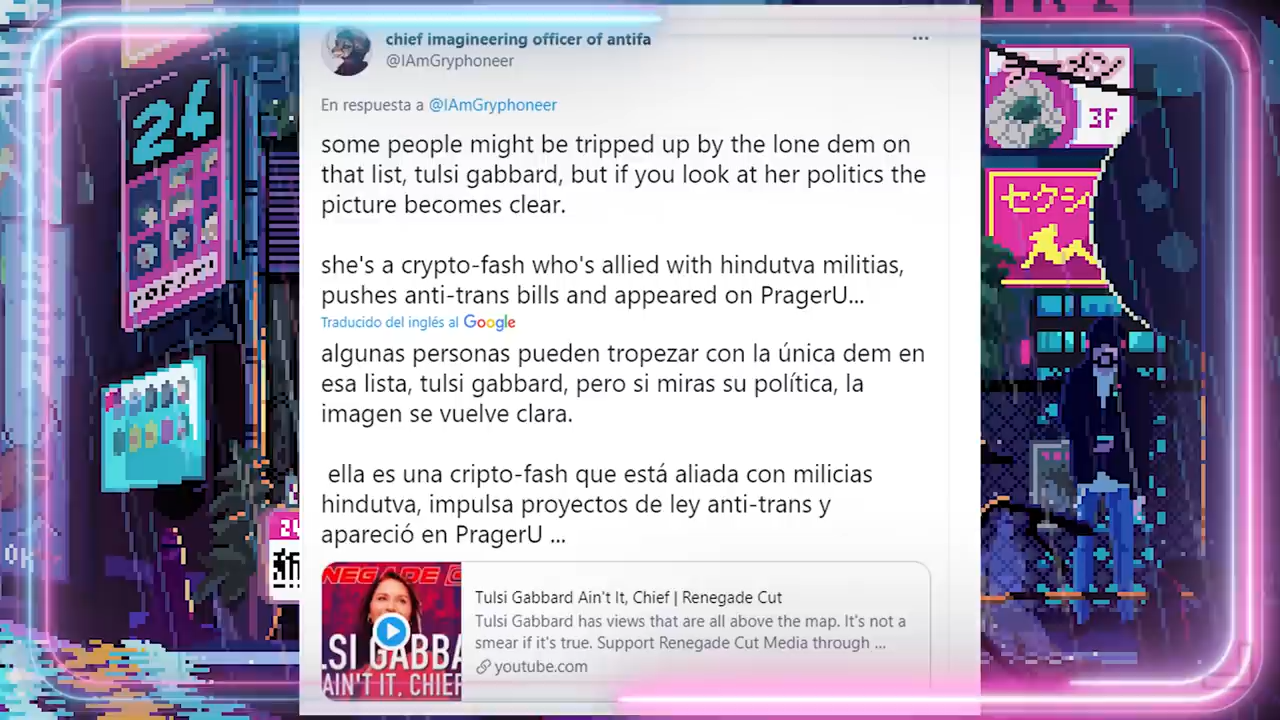 chief imagineering officer of antifa
@IAmGryphoneer
En respuesta a @IAmGryphoneer
some people might be tripped up by the lone dem on
that list, tulsi gabbard, but if you look at her politics the
picture becomes clear.
she's a crypto-fash who's allied with hindutva militias,
pushes anti-trans bills and appeared on PragerU...
Traducido del inglés al Google
algunas personas pueden tropezar con la única dem en
esa lista, tulsi gabbard, pero si miras su política, la
imagen se vuelve clara.
ella es una cripto-fash que está aliada con milicias
hindutva, impulsa proyectos de ley anti-trans y
apareció en PragerU ...
NEGADE C
LSI GABBA
AIN'T IT, CHIEF
Tulsi Gabbard Ain't It, Chief | Renegade Cut
Tulsi Gabbard has views that are all above the map. It's not a
smear if it's true. Support Renegade Cut Media through ...
youtube.com
24
3F
セクシ
24
OK